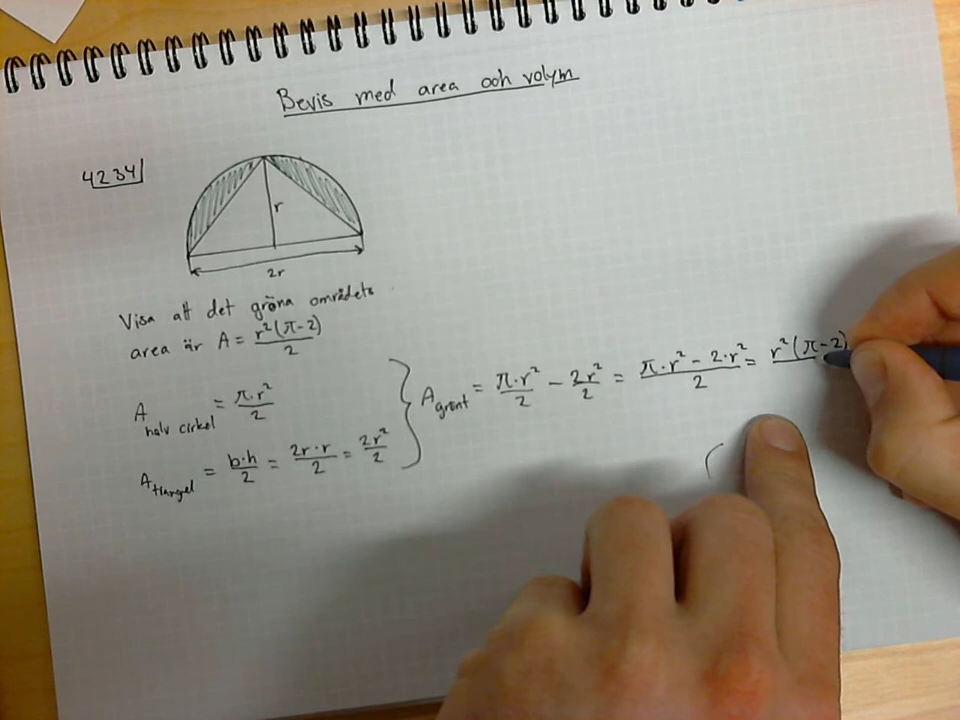 Bevis med area och volym
4234
r
2r
Visa att det gröna områdets
area är A = r²(π-2)/2
A halv cirkel = π·r²/2
A triangel = b·h/2 = 2r·r/2 = 2r²/2
A grönt = π·r²/2 - 2r²/2 = π·r² - 2·r²/2 = r²(π-2)